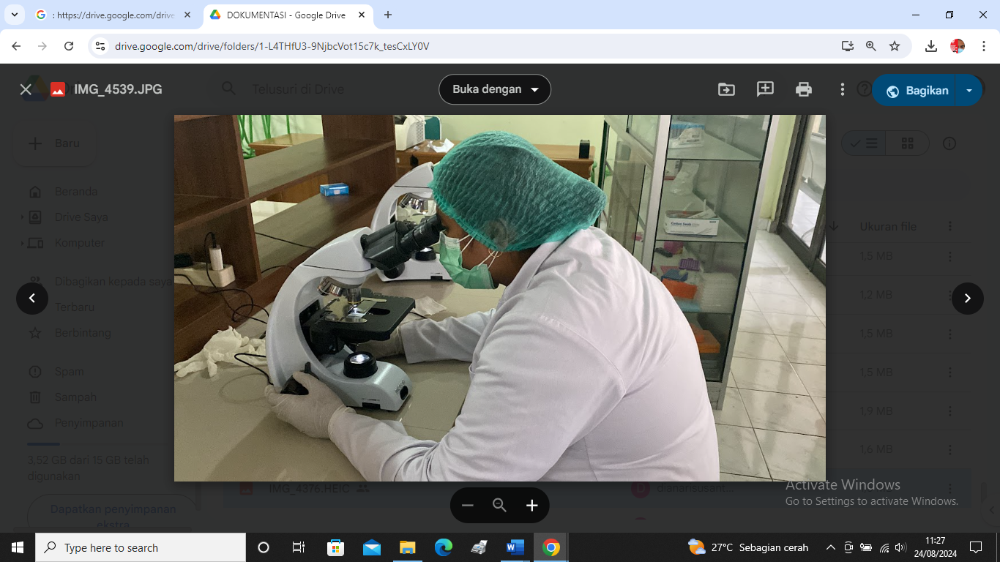 : https://drive.google.com/drive
DOKUMENTASI - Google Drive
drive.google.com/drive/folders/1-L4THfU3-9NjbcVot15c7k_tesCxLY0V
IMG_4539.JPG
Telusuri di Drive
Buka dengan
Bagikan
Baru
Beranda
Drive Saya
Komputer
Dibagikan kepada saya
Terbaru
Berbintang
Spam
Sampah
Penyimpanan
3,52 GB dari 15 GB telah
digunakan
Dapatkan penyimpanan
ekstra
Ukuran file
1,5 MB
1,2 MB
1,5 MB
1,5 MB
1,9 MB
1,6 MB
IMG_4376.HEIC
D
dianarisusant...
Activate Windows
Go to Settings to activate Windows.
Type here to search
27°C Sebagian cerah
11:27
24/08/2024